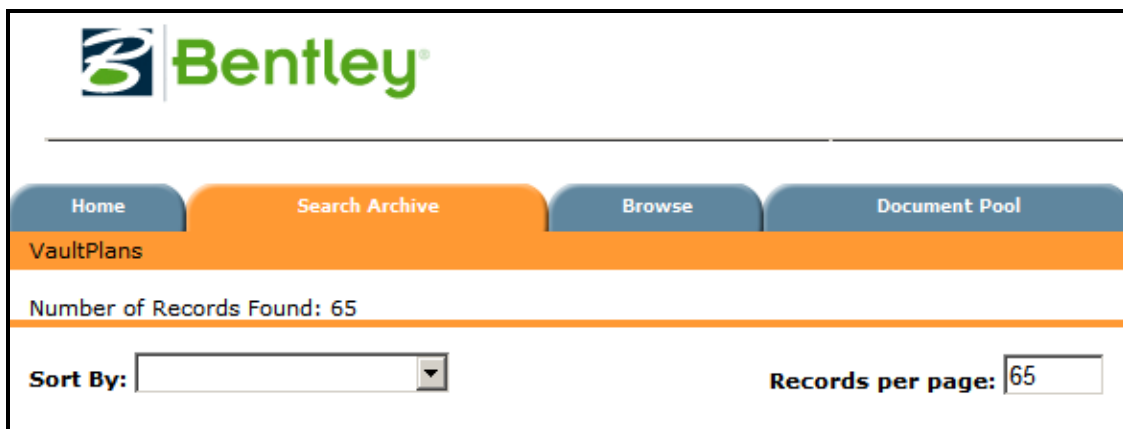 Bentley®
Home Search Archive Browse Document Pool
VaultPlans
Number of Records Found: 65
Sort By: Records per page: 65